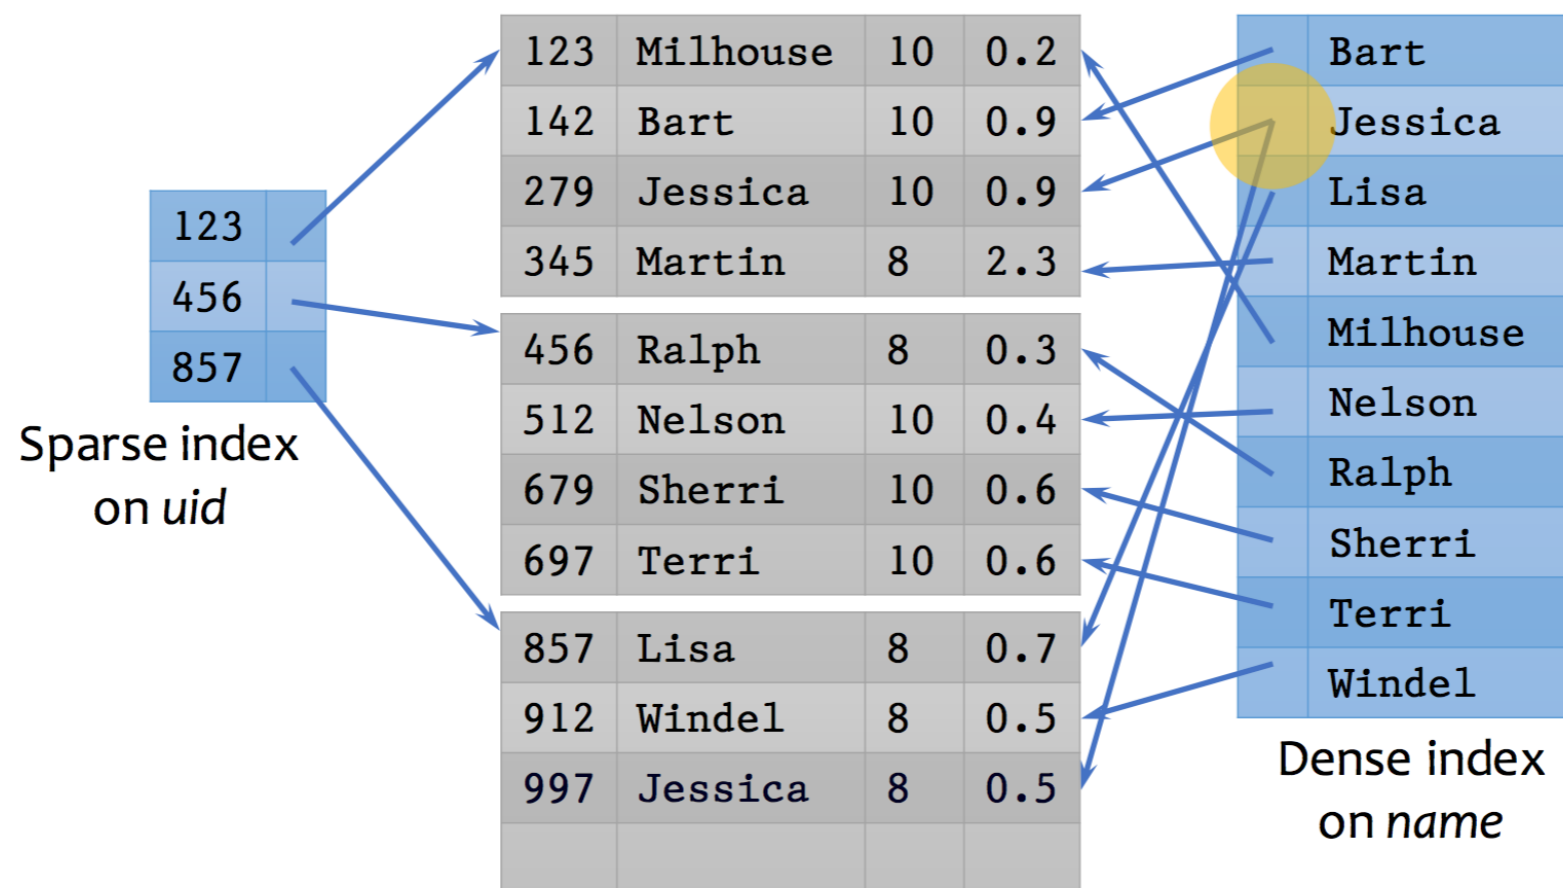 123
456
857
Sparse index
on uid
123 Milhouse 10 0.2
142 Bart 10 0.9
279 Jessica 10 0.9
345 Martin 8 2.3
456 Ralph 8 0.3
512 Nelson 10 0.4
679 Sherri 10 0.6
697 Terri 10 0.6
857 Lisa 8 0.7
912 Windel 8 0.5
997 Jessica 8 0.5
Bart
Jessica
Lisa
Martin
Milhouse
Nelson
Ralph
Sherri
Terri
Windel
Dense index
on name